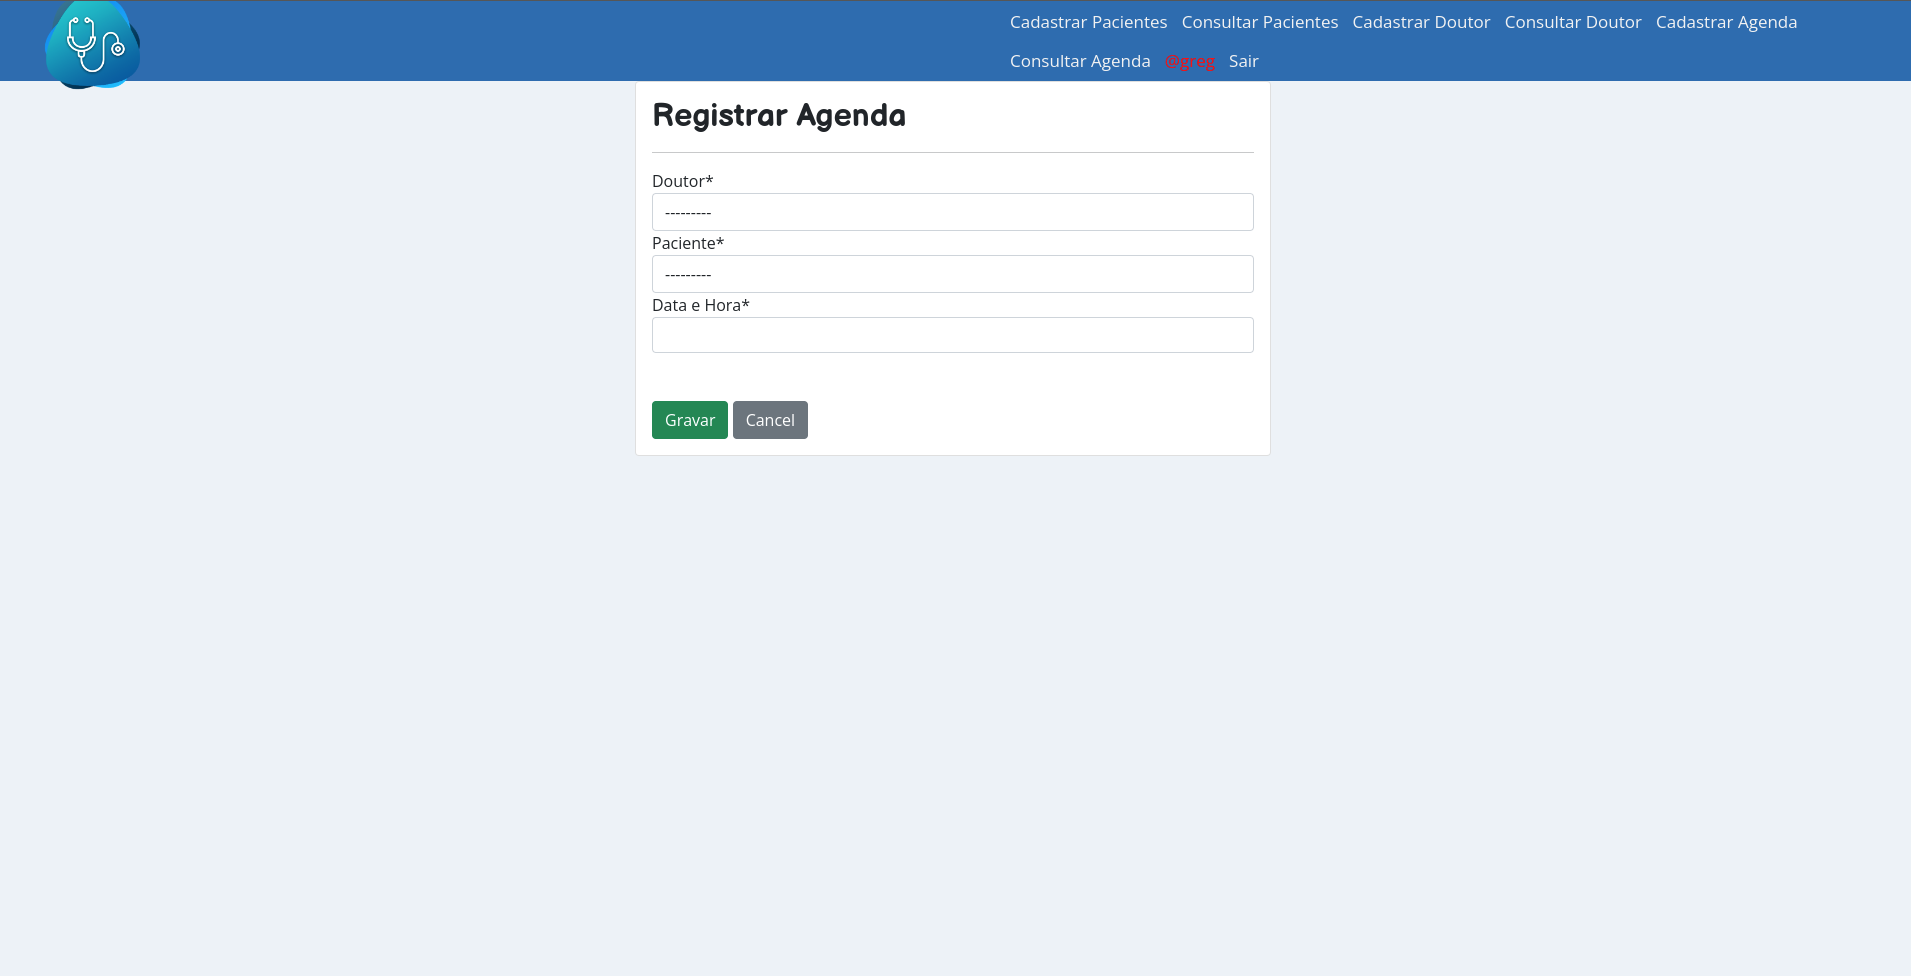 Cadastrar Pacientes Consultar Pacientes Cadastrar Doutor Consultar Doutor Cadastrar Agenda
Consultar Agenda @greg Sair
Registrar Agenda
Doutor*
---------
Paciente*
---------
Data e Hora*
Gravar Cancel